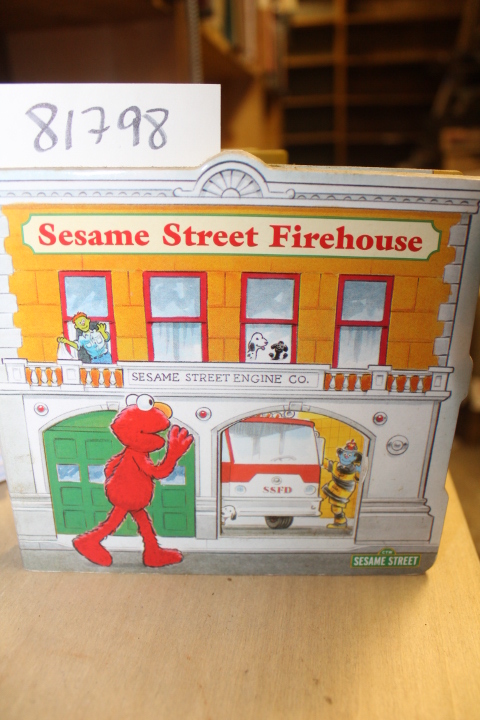 81798
Sesame Street Firehouse
SESAME STREET ENGINE CO.
SSFD
SESAME STREET